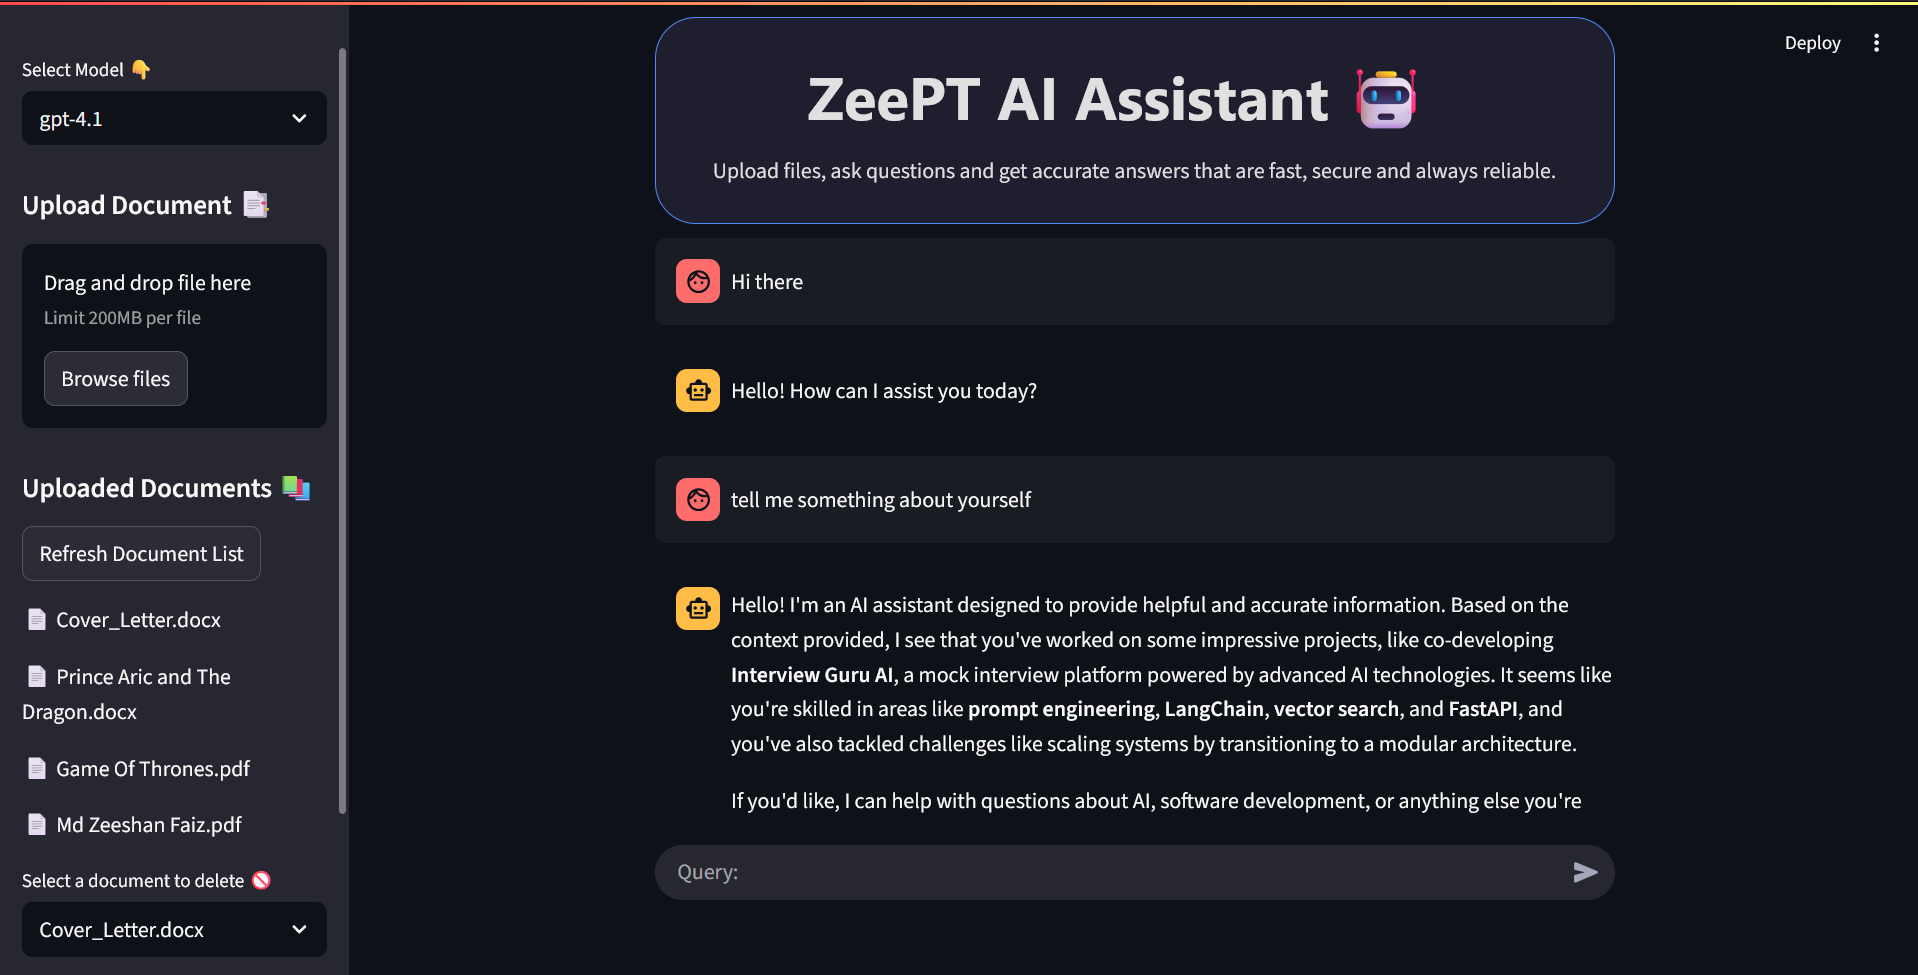 Select Model 👇
gpt-4.1
Upload Document 📑
Drag and drop file here
Limit 200MB per file
Browse files
Uploaded Documents 📚
Refresh Document List
📄 Cover_Letter.docx
📄 Prince Aric and The
Dragon.docx
📄 Game Of Thrones.pdf
📄 Md Zeeshan Faiz.pdf
Select a document to delete 🚫
Cover_Letter.docx
Deploy
ZeePT AI Assistant 🤖
Upload files, ask questions and get accurate answers that are fast, secure and always reliable.
Hi there
Hello! How can I assist you today?
tell me something about yourself
Hello! I'm an AI assistant designed to provide helpful and accurate information. Based on the
context provided, I see that you've worked on some impressive projects, like co-developing
Interview Guru AI, a mock interview platform powered by advanced AI technologies. It seems like
you're skilled in areas like prompt engineering, LangChain, vector search, and FastAPI, and
you've also tackled challenges like scaling systems by transitioning to a modular architecture.
If you'd like, I can help with questions about AI, software development, or anything else you're
Query: